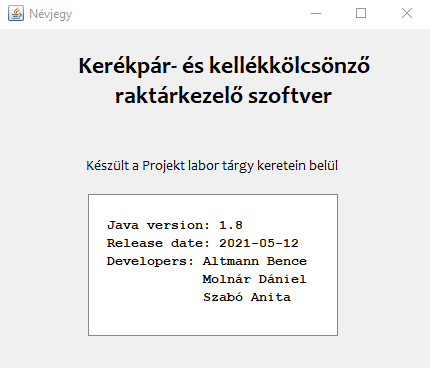 Névjegy
Kerékpár- és kellékkölcsönző
raktárkezelő szoftver
Készült a Projekt labor tárgy keretein belül
Java version: 1.8
Release date: 2021-05-12
Developers: Altmann Bence
Molnár Dániel
Szabó Anita